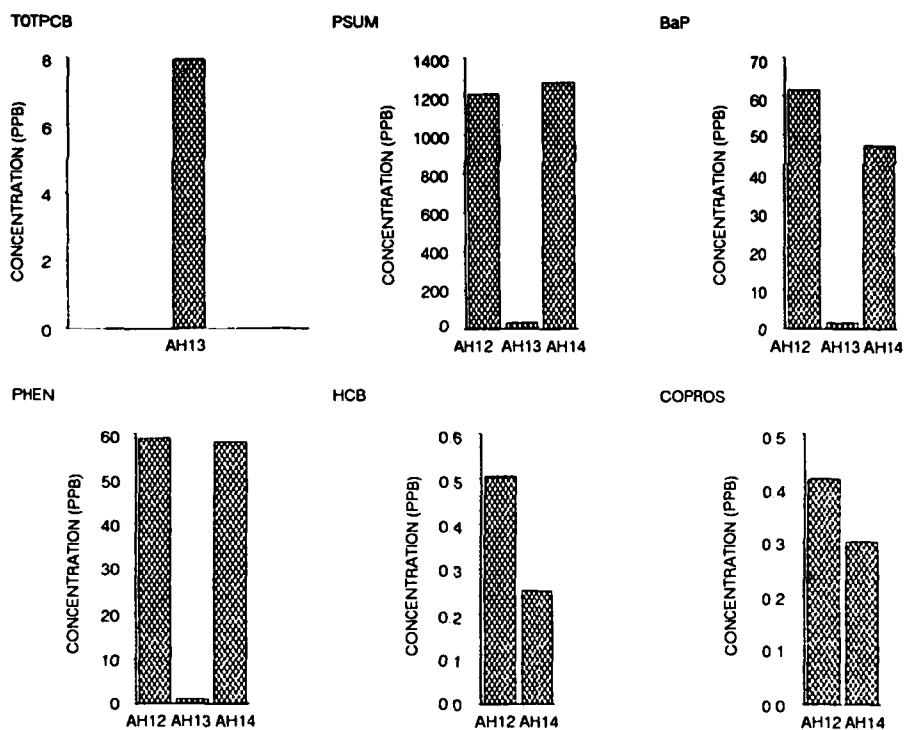 TOTPCB
CONCENTRATION (PPB)
8
6
4
2
0
AH13
PSUM
CONCENTRATION (PPB)
1400
1200
1000
800
600
400
200
0
AH12 AH13 AH14
BaP
CONCENTRATION (PPB)
70
60
50
40
30
20
10
0
AH12 AH13 AH14
PHEN
CONCENTRATION (PPB)
60
50
40
30
20
10
0
AH12 AH13 AH14
HCB
CONCENTRATION (PPB)
0 6
0 5
0 4
0 3
0 2
0 1
0 0
AH12 AH14
COPROS
CONCENTRATION (PPB)
0 5
0 4
0 3
0 2
0 1
0 0
AH12 AH14